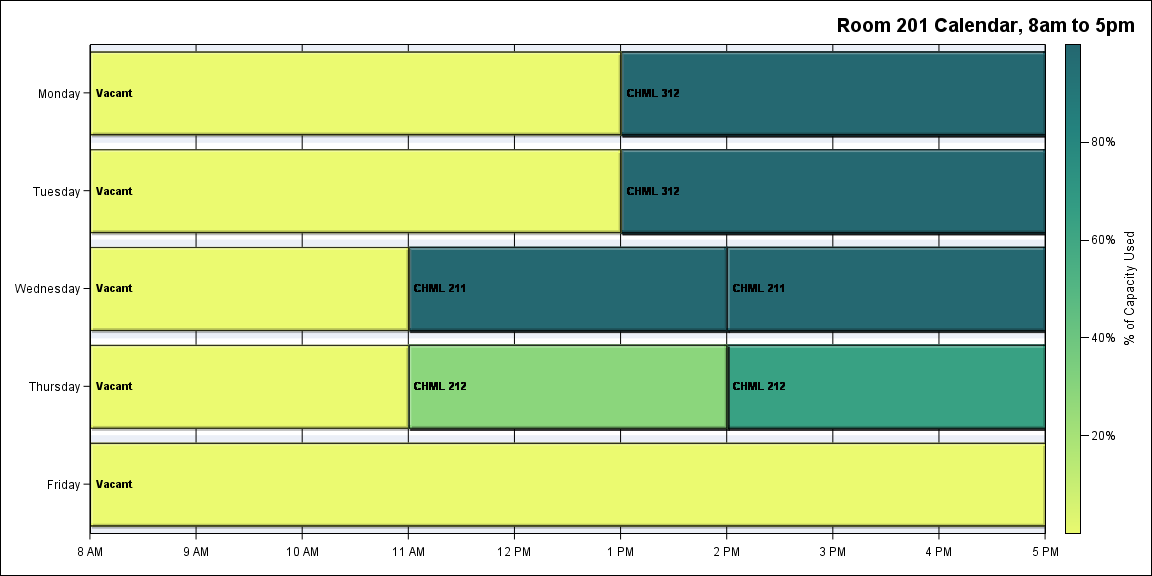 Room 201 Calendar, 8am to 5pm
Monday
Vacant
CHML 312
80%
Tuesday
Vacant
CHML 312
60%
% of Capacity Used
Wednesday
Vacant
CHML 211
CHML 211
40%
Thursday
Vacant
CHML 212
CHML 212
20%
Friday
Vacant
8 AM
9 AM
10 AM
11 AM
12 PM
1 PM
2 PM
3 PM
4 PM
5 PM